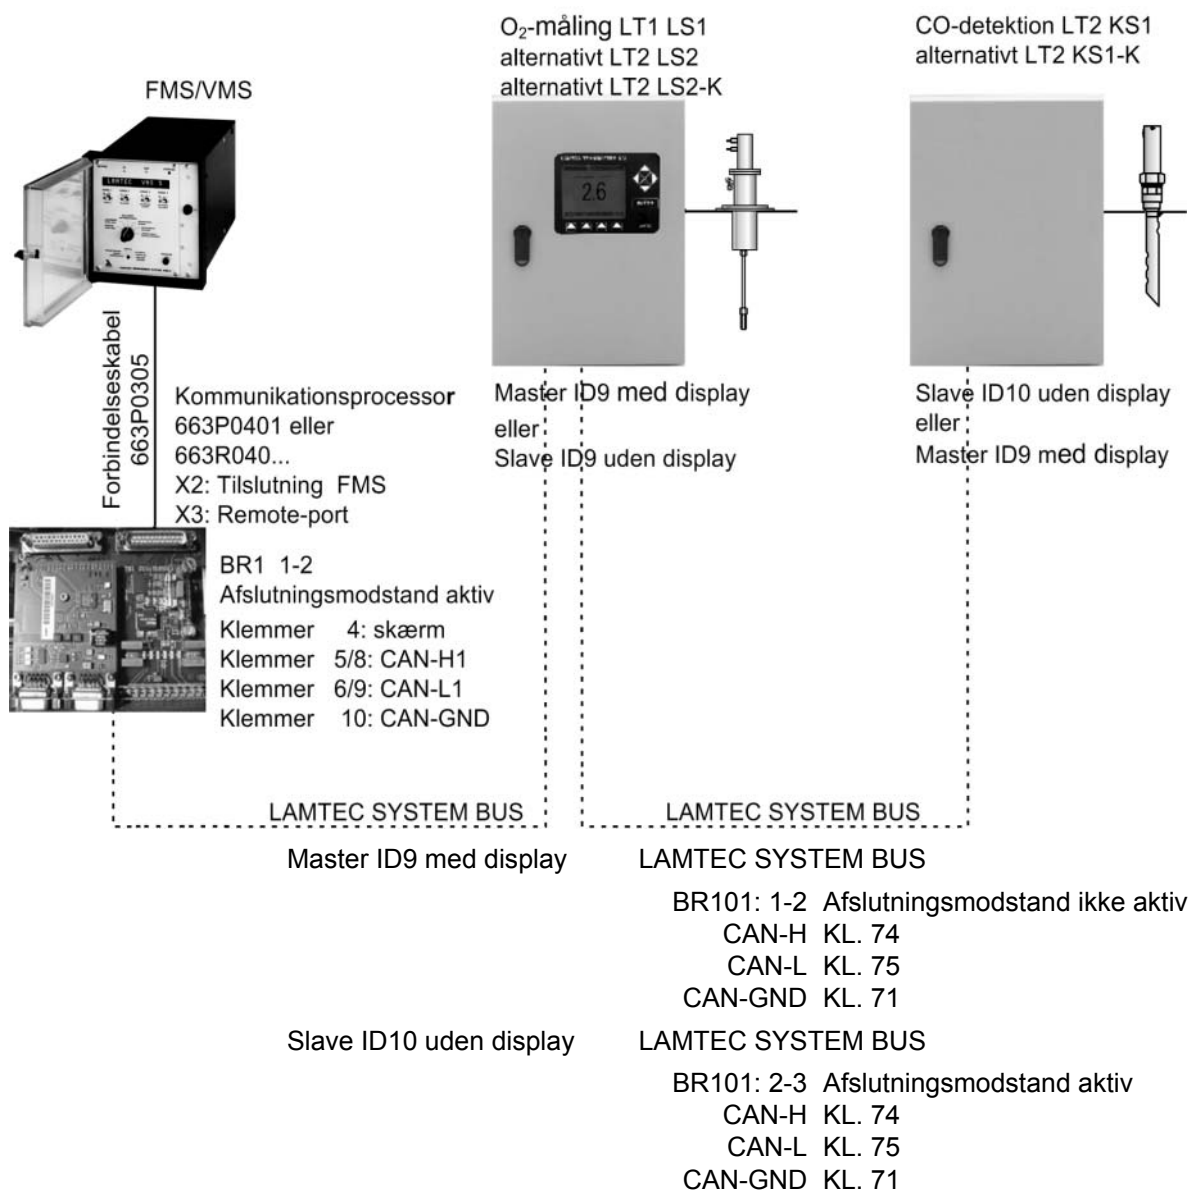 O₂-måling LT1 LS1
alternativt LT2 LS2
alternativt LT2 LS2-K
CO-detektion LT2 KS1
alternativt LT2 KS1-K
FMS/VMS
LAMTEC VMS 5
2.6
Forbindelseskabel
663P0305
Kommunikationsprocessor
663P0401 eller
663R040...
X2: Tilslutning FMS
X3: Remote-port
Master ID9 med display
eller
Slave ID9 uden display
Slave ID10 uden display
eller
Master ID9 med display
BR1 1-2
Afslutningsmodstand aktiv
Klemmer 4: skærm
Klemmer 5/8: CAN-H1
Klemmer 6/9: CAN-L1
Klemmer 10: CAN-GND
LAMTEC SYSTEM BUS
LAMTEC SYSTEM BUS
Master ID9 med display LAMTEC SYSTEM BUS
BR101: 1-2 Afslutningsmodstand ikke aktiv
CAN-H KL. 74
CAN-L KL. 75
CAN-GND KL. 71
Slave ID10 uden display LAMTEC SYSTEM BUS
BR101: 2-3 Afslutningsmodstand aktiv
CAN-H KL. 74
CAN-L KL. 75
CAN-GND KL. 71